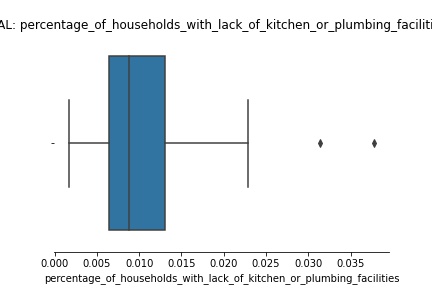 AL: percentage_of_households_with_lack_of_kitchen_or_plumbing_faciliti
-
0.000 0.005 0.010 0.015 0.020 0.025 0.030 0.035
percentage_of_households_with_lack_of_kitchen_or_plumbing_facilities